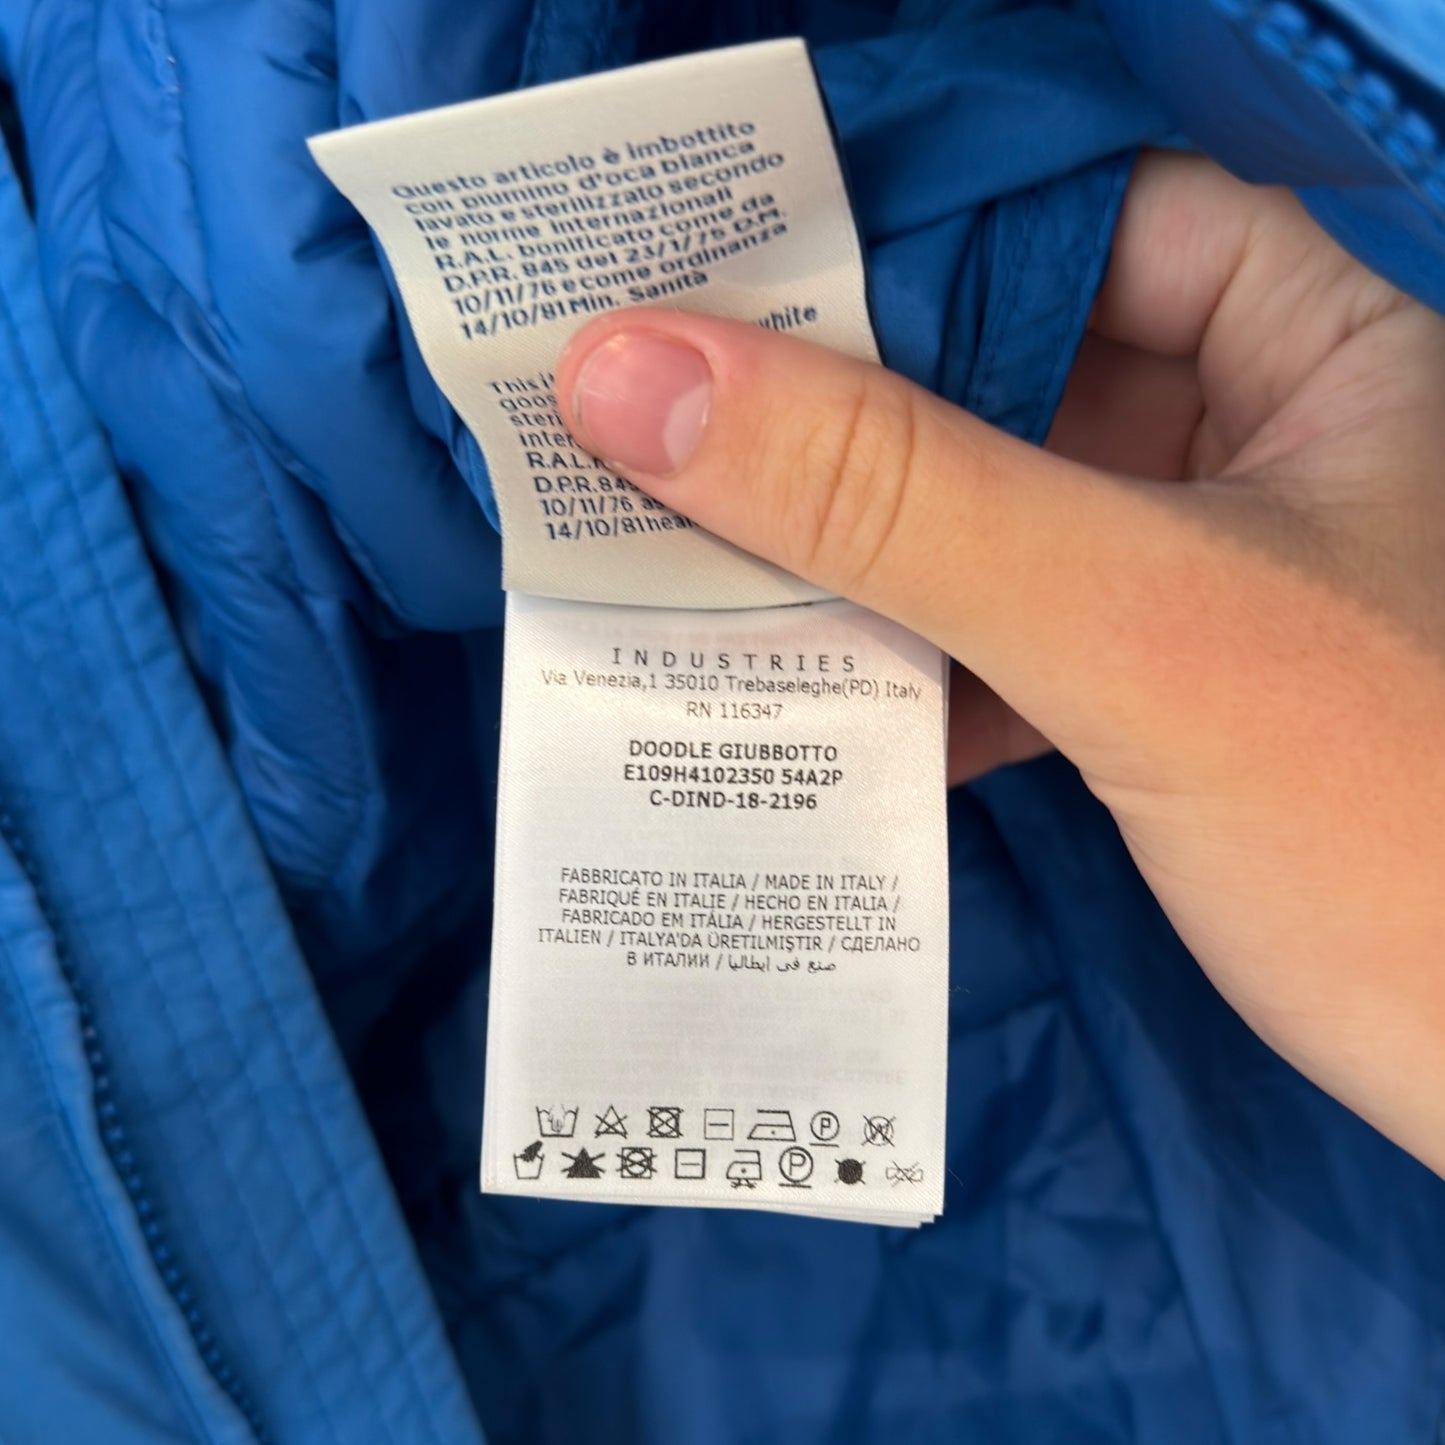 Questo articolo è imbottito
con piumino d'oca bianca
lavato e sterilizzato secondo
le norme internazionali
R.A.L. bonificato come da
D.P.R. 845 del 23/1/75 D.M.
10/11/76 e come ordinanza
14/10/81 Min. Sanità
white
This
goos
steri
inter
R.A.L.
D.P.R. 845
10/11/76 as
14/10/81 heal
INDUSTRIES
Via Venezia,1 35010 Trebaseleghe(PD) Italy
RN 116347
DOODLE GIUBBOTTO
E109H4102350 54A2P
C-DIND-18-2196
FABBRICATO IN ITALIA / MADE IN ITALY /
FABRIQUÉ EN ITALIE / HECHO EN ITALIA /
FABRICADO EM ITÁLIA / HERGESTELLT IN
ITALIEN / ITALYA'DA ÜRETILMIŞTIR / СДЕЛАНО
В ИТАЛИИ / صنع في ايطاليا
P W
P